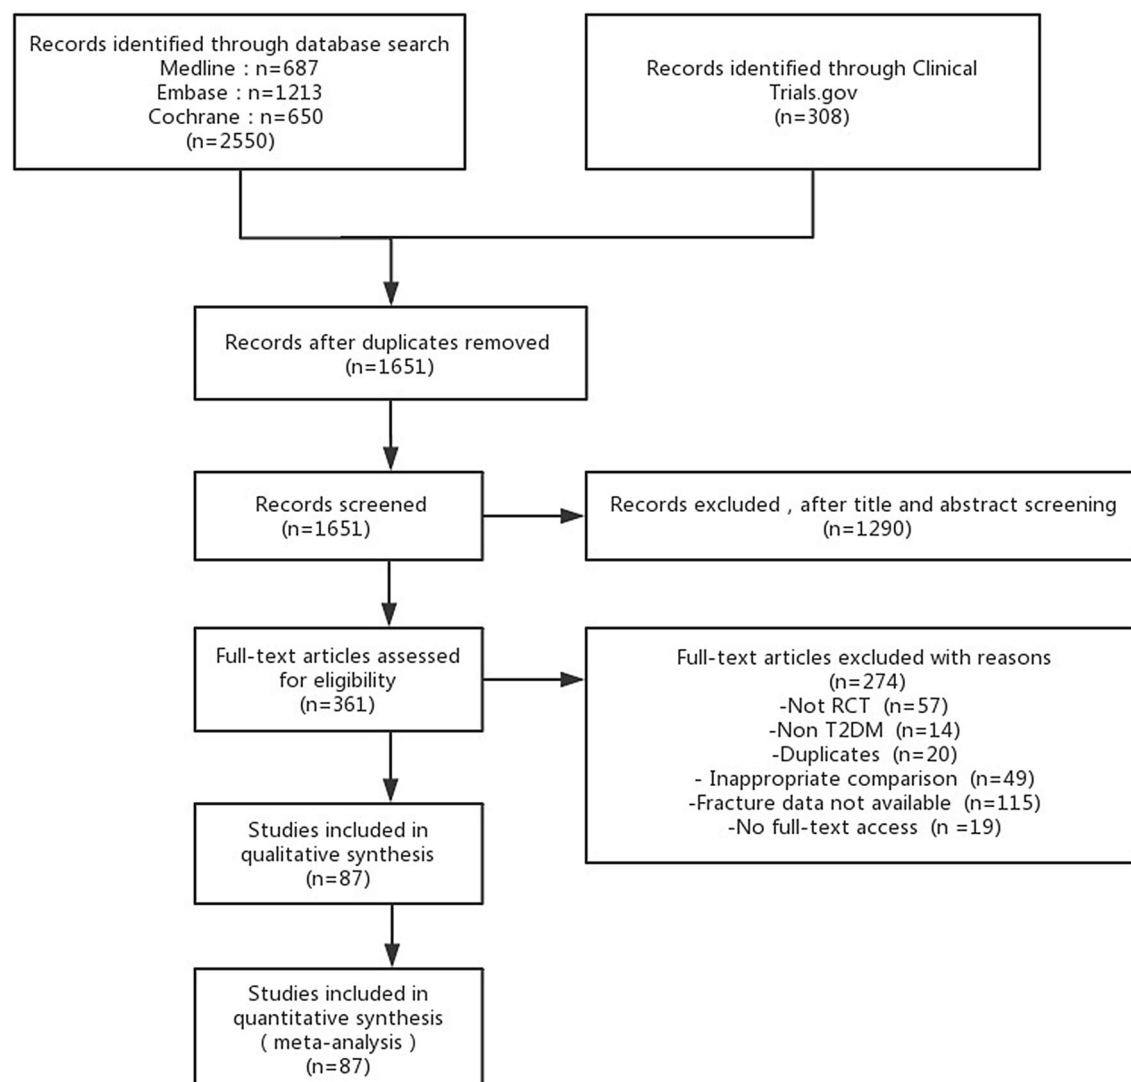 Records identified through database search
Medline : n=687
Embase : n=1213
Cochrane : n=650
(n=2550)
Records identified through Clinical
Trials.gov
(n=308)
Records after duplicates removed
(n=1651)
Records screened
(n=1651)
Records excluded , after title and abstract screening
(n=1290)
Full-text articles assessed
for eligibility
(n=361)
Full-text articles excluded with reasons
(n=274)
-Not RCT (n=57)
-Non T2DM (n=14)
-Duplicates (n=20)
- Inappropriate comparison (n=49)
-Fracture data not available (n=115)
-No full-text access (n =19)
Studies included in
qualitative synthesis
(n=87)
Studies included in
quantitative synthesis
( meta-analysis )
(n=87)